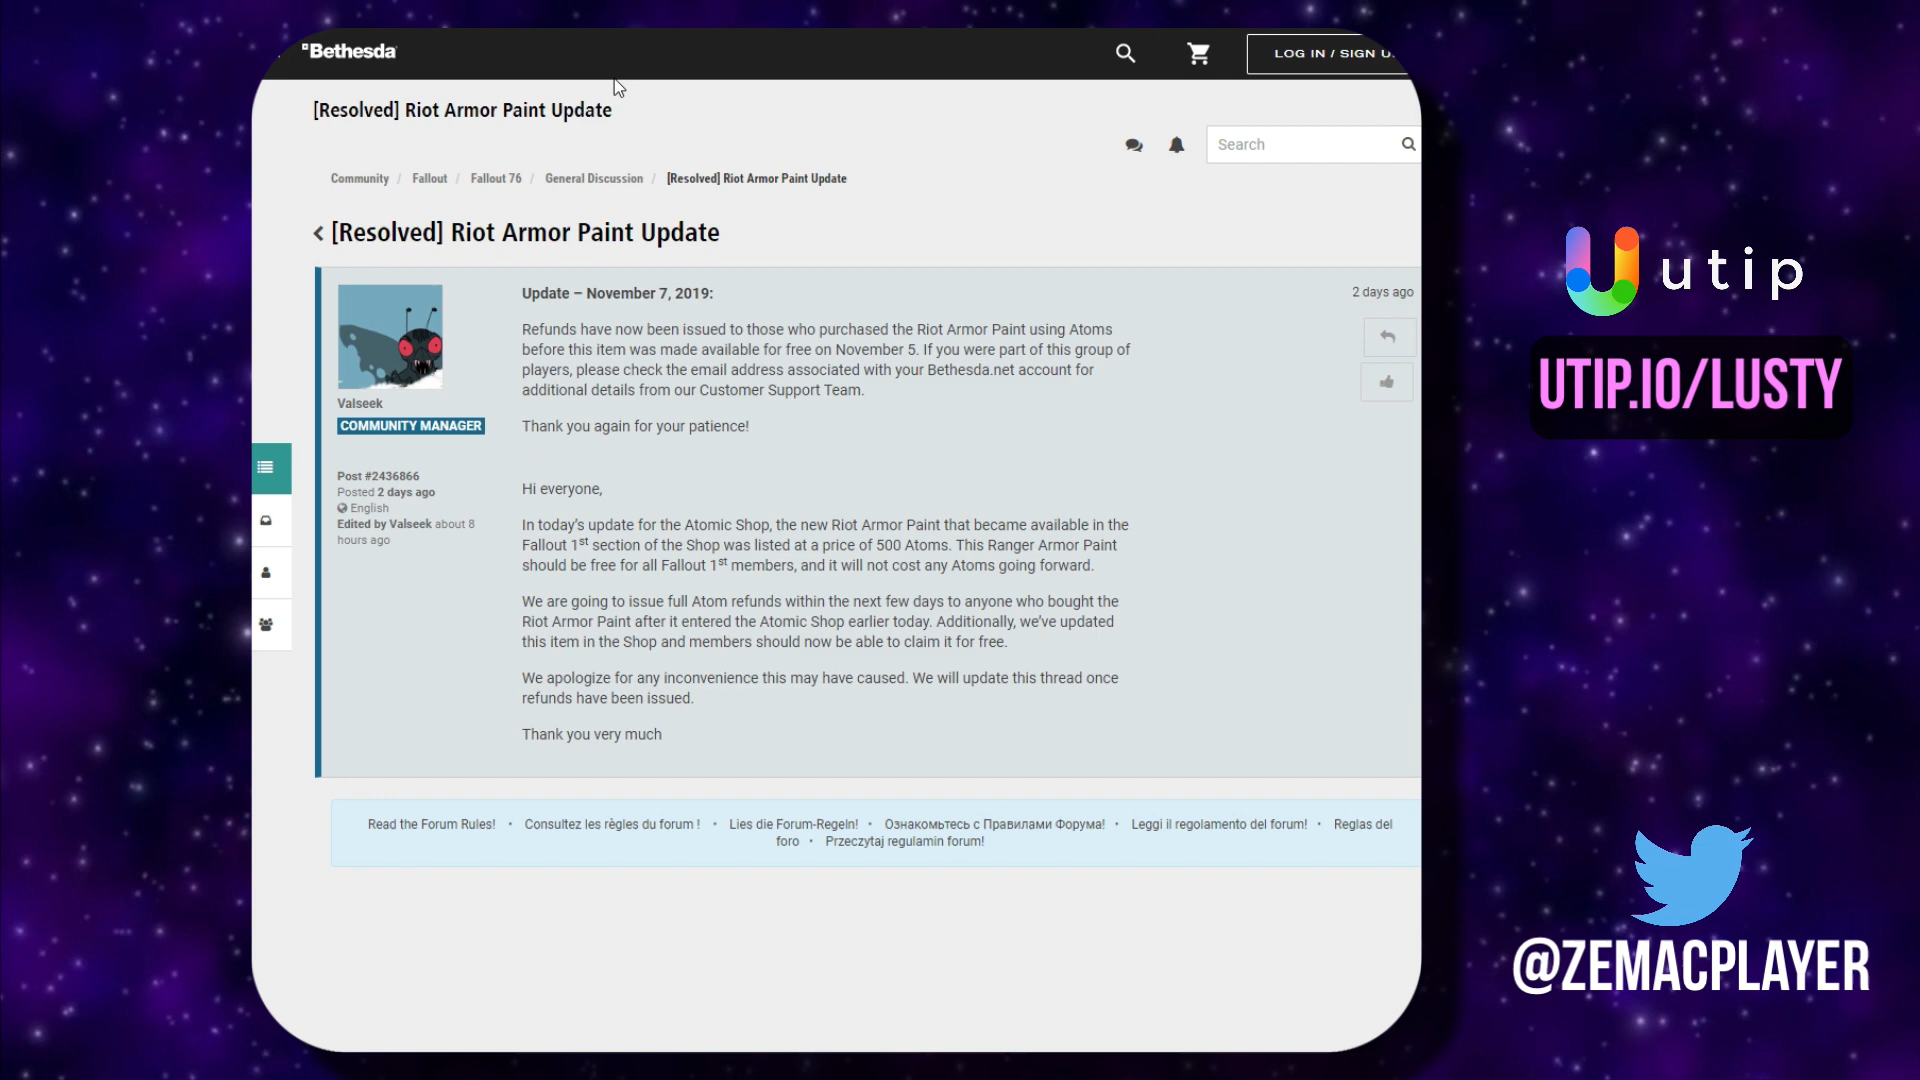 Bethesda
LOG IN / SIGN U
[Resolved] Riot Armor Paint Update
Search
Community / Fallout / Fallout 76 / General Discussion / [Resolved] Riot Armor Paint Update
[Resolved] Riot Armor Paint Update
Update – November 7, 2019:
2 days ago
Refunds have now been issued to those who purchased the Riot Armor Paint using Atoms
before this item was made available for free on November 5. If you were part of this group of
players, please check the email address associated with your Bethesda.net account for
additional details from our Customer Support Team.
Thank you again for your patience!
Valseek
COMMUNITY MANAGER
Post #2436866
Posted 2 days ago
English
Edited by Valseek about 8
hours ago
Hi everyone,
In today's update for the Atomic Shop, the new Riot Armor Paint that became available in the
Fallout 1st section of the Shop was listed at a price of 500 Atoms. This Ranger Armor Paint
should be free for all Fallout 1st members, and it will not cost any Atoms going forward.
We are going to issue full Atom refunds within the next few days to anyone who bought the
Riot Armor Paint after it entered the Atomic Shop earlier today. Additionally, we've updated
this item in the Shop and members should now be able to claim it for free.
We apologize for any inconvenience this may have caused. We will update this thread once
refunds have been issued.
Thank you very much
Read the Forum Rules! • Consultez les règles du forum ! • Lies die Forum-Regeln! • Ознакомьтесь с Правилами Форума! • Leggi il regolamento del forum! • Reglas del
foro • Przeczytaj regulamin forum!
utip
UTIP.IO/LUSTY
@ZEMACPLAYER